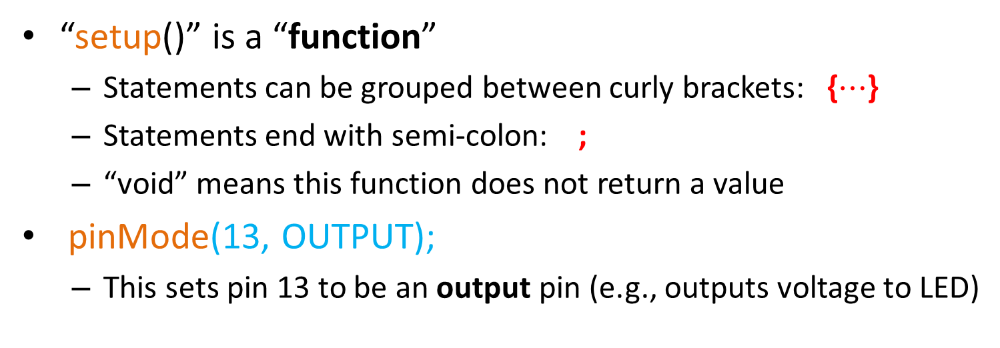 • “setup()” is a “function”
– Statements can be grouped between curly brackets: {⋯}
– Statements end with semi-colon: ;
– “void” means this function does not return a value
• pinMode(13, OUTPUT);
– This sets pin 13 to be an output pin (e.g., outputs voltage to LED)